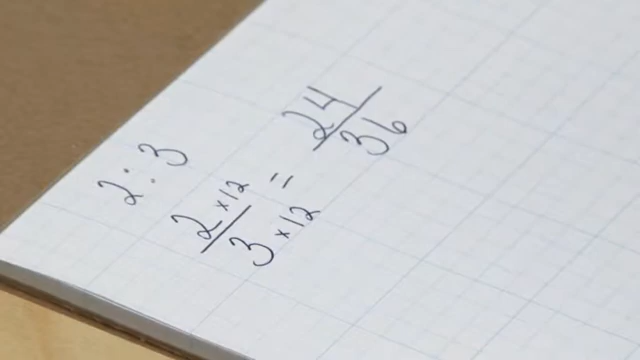 2:3
2 ×12 / 3 ×12 = 24 / 36